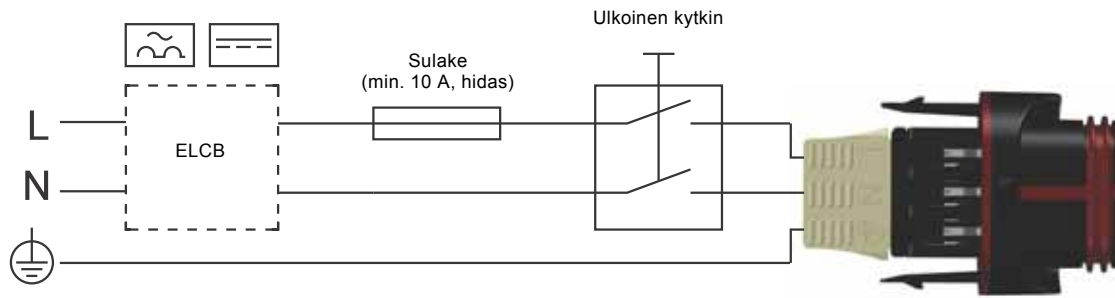 Ulkoinen kytkin
Sulake
(min. 10 A, hidas)
L
ELCB
N